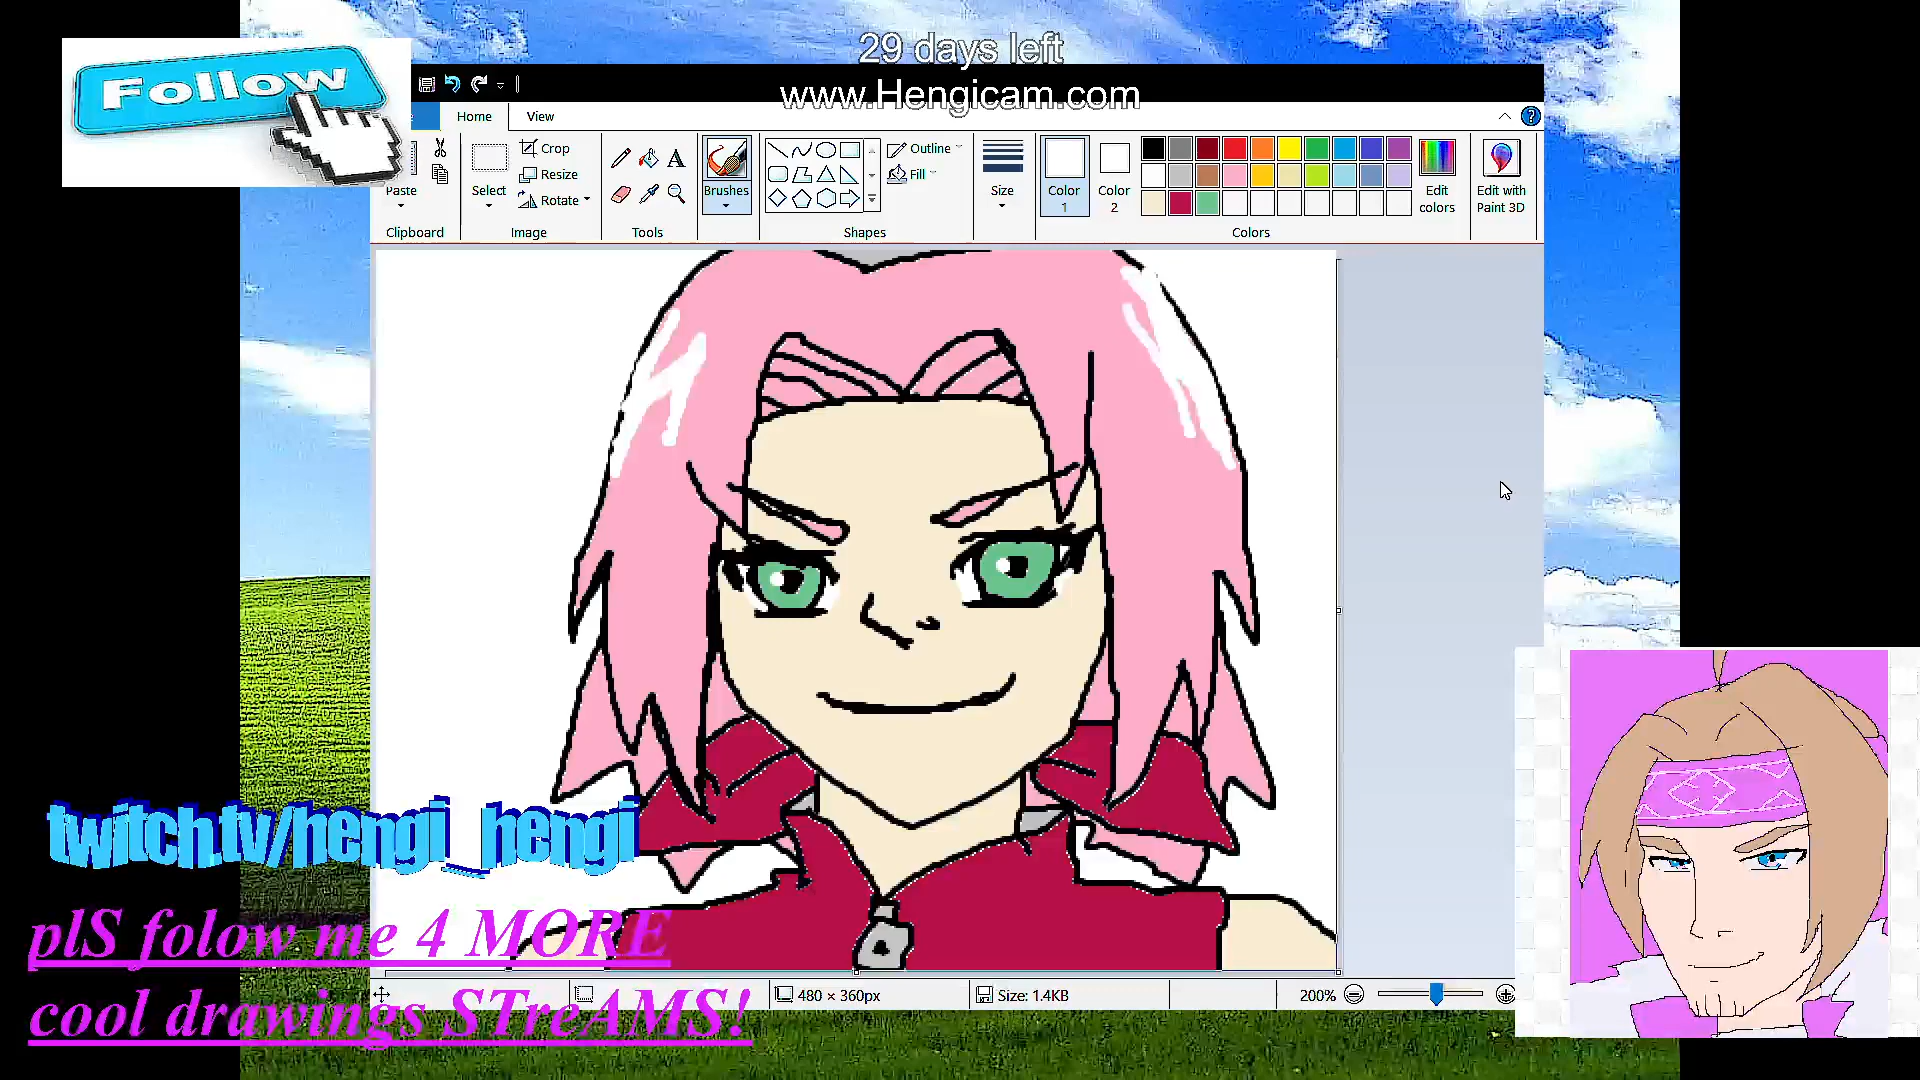 29 days left
www.Hengicam.com
Follow
Home
View
Paste
Clipboard
Select
Crop
Resize
Rotate
Image
Tools
Brushes
Shapes
Outline
Fill
Size
Color 1
Color 2
Colors
Edit colors
Edit with Paint 3D
twitch.tv/hengi_hengi
plS folow me 4 MORE
cool drawings STreAMS!
480 × 360px
Size: 1.4KB
200%